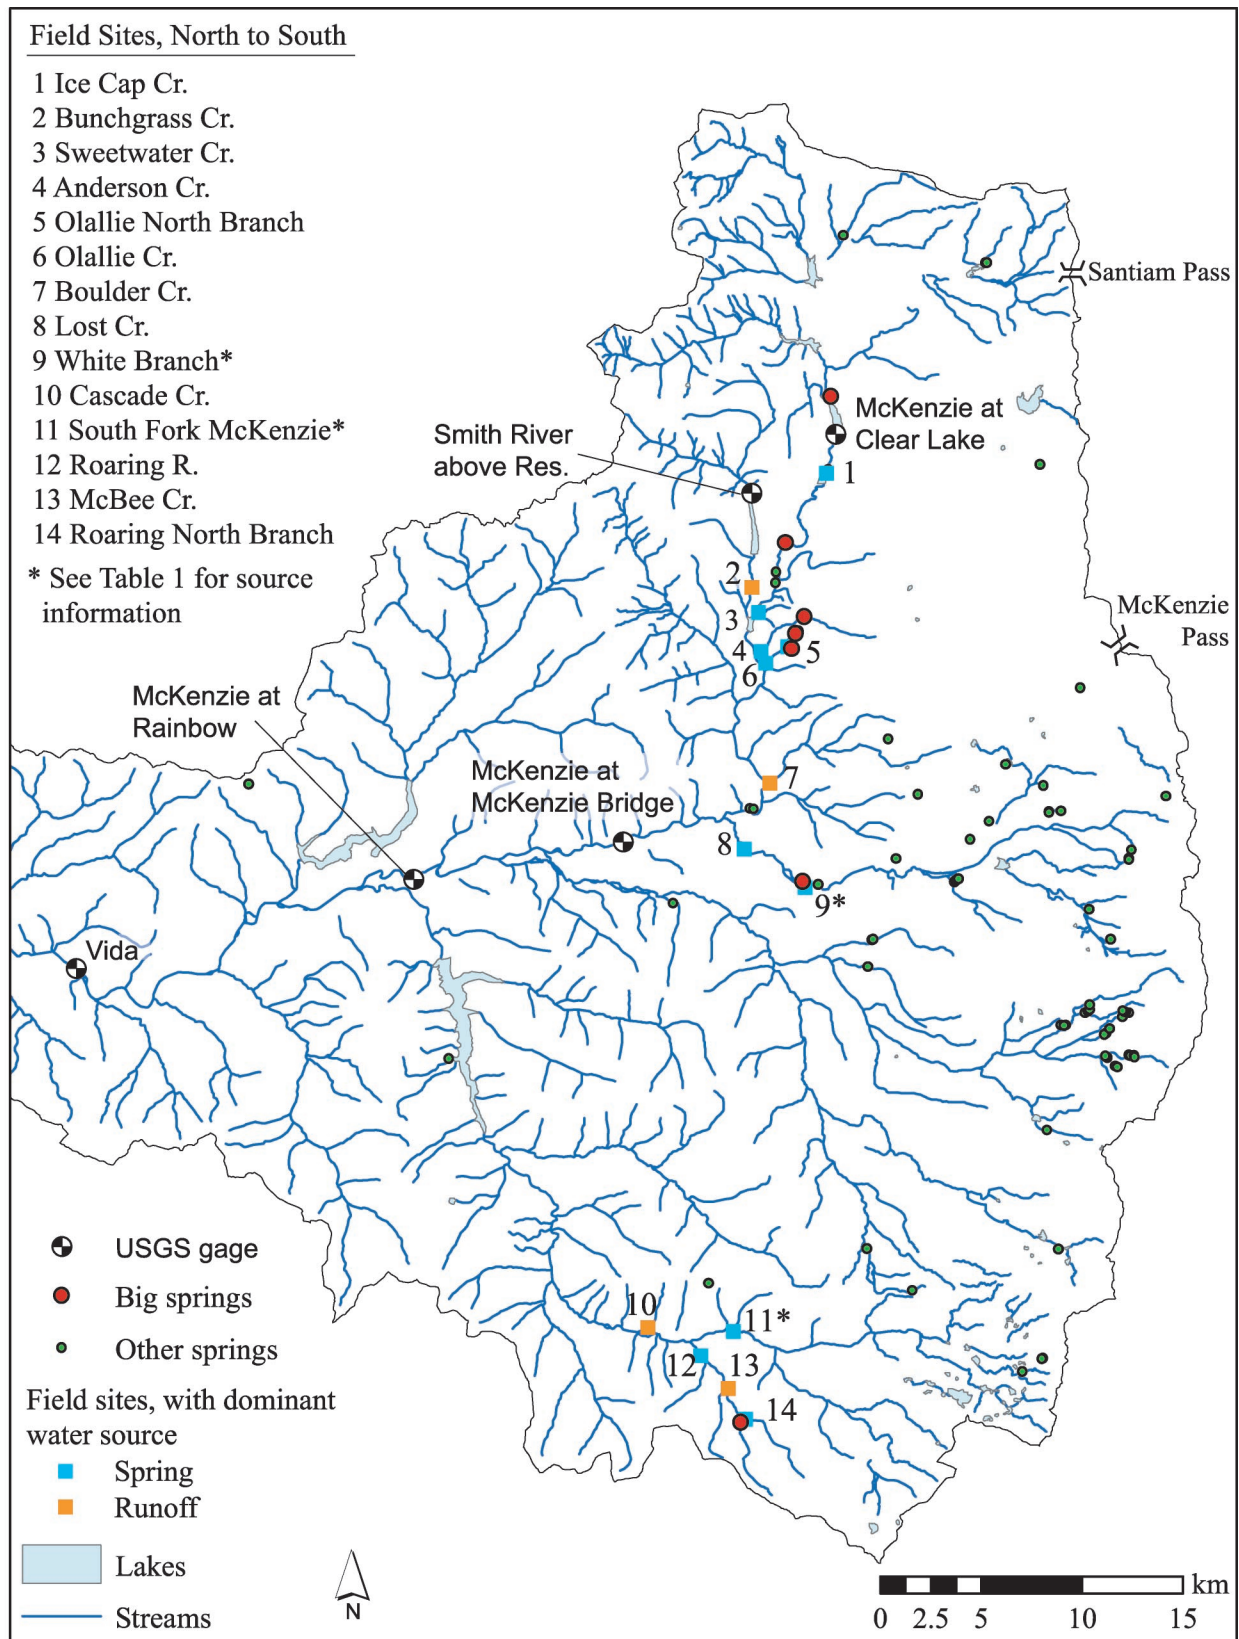 Field Sites, North to South
1 Ice Cap Cr.
2 Bunchgrass Cr.
3 Sweetwater Cr.
4 Anderson Cr.
5 Olallie North Branch
6 Olallie Cr.
7 Boulder Cr.
8 Lost Cr.
9 White Branch*
10 Cascade Cr.
11 South Fork McKenzie*
12 Roaring R.
13 McBee Cr.
14 Roaring North Branch
* See Table 1 for source
information
Santiam Pass
McKenzie at
Clear Lake
Smith River
above Res.
1
2
3
McKenzie
Pass
4
5
6
McKenzie at
Rainbow
McKenzie at
McKenzie Bridge
7
8
9*
Vida
10
11*
12
13
14
USGS gage
Big springs
Other springs
Field sites, with dominant
water source
Spring
Runoff
Lakes
Streams
N
km
0 2.5 5 10 15